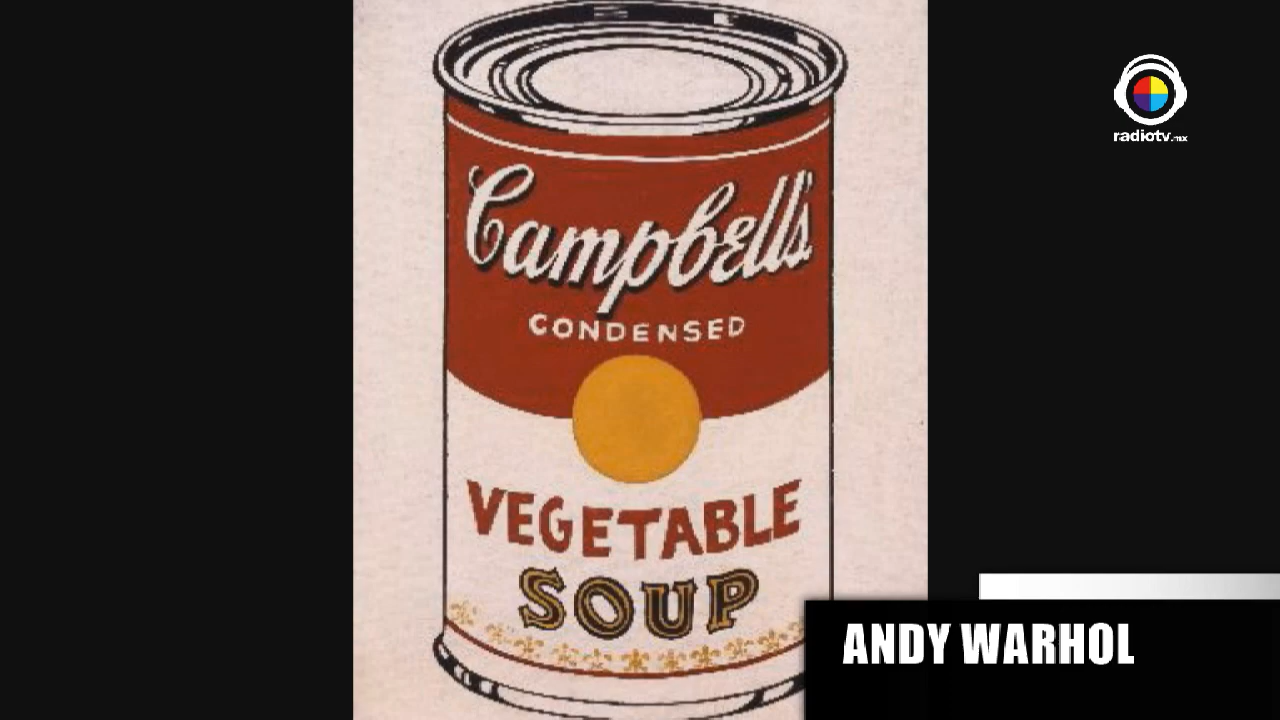 radiotv.mx
Campbell's
CONDENSED
VEGETABLE
SOUP
ANDY WARHOL